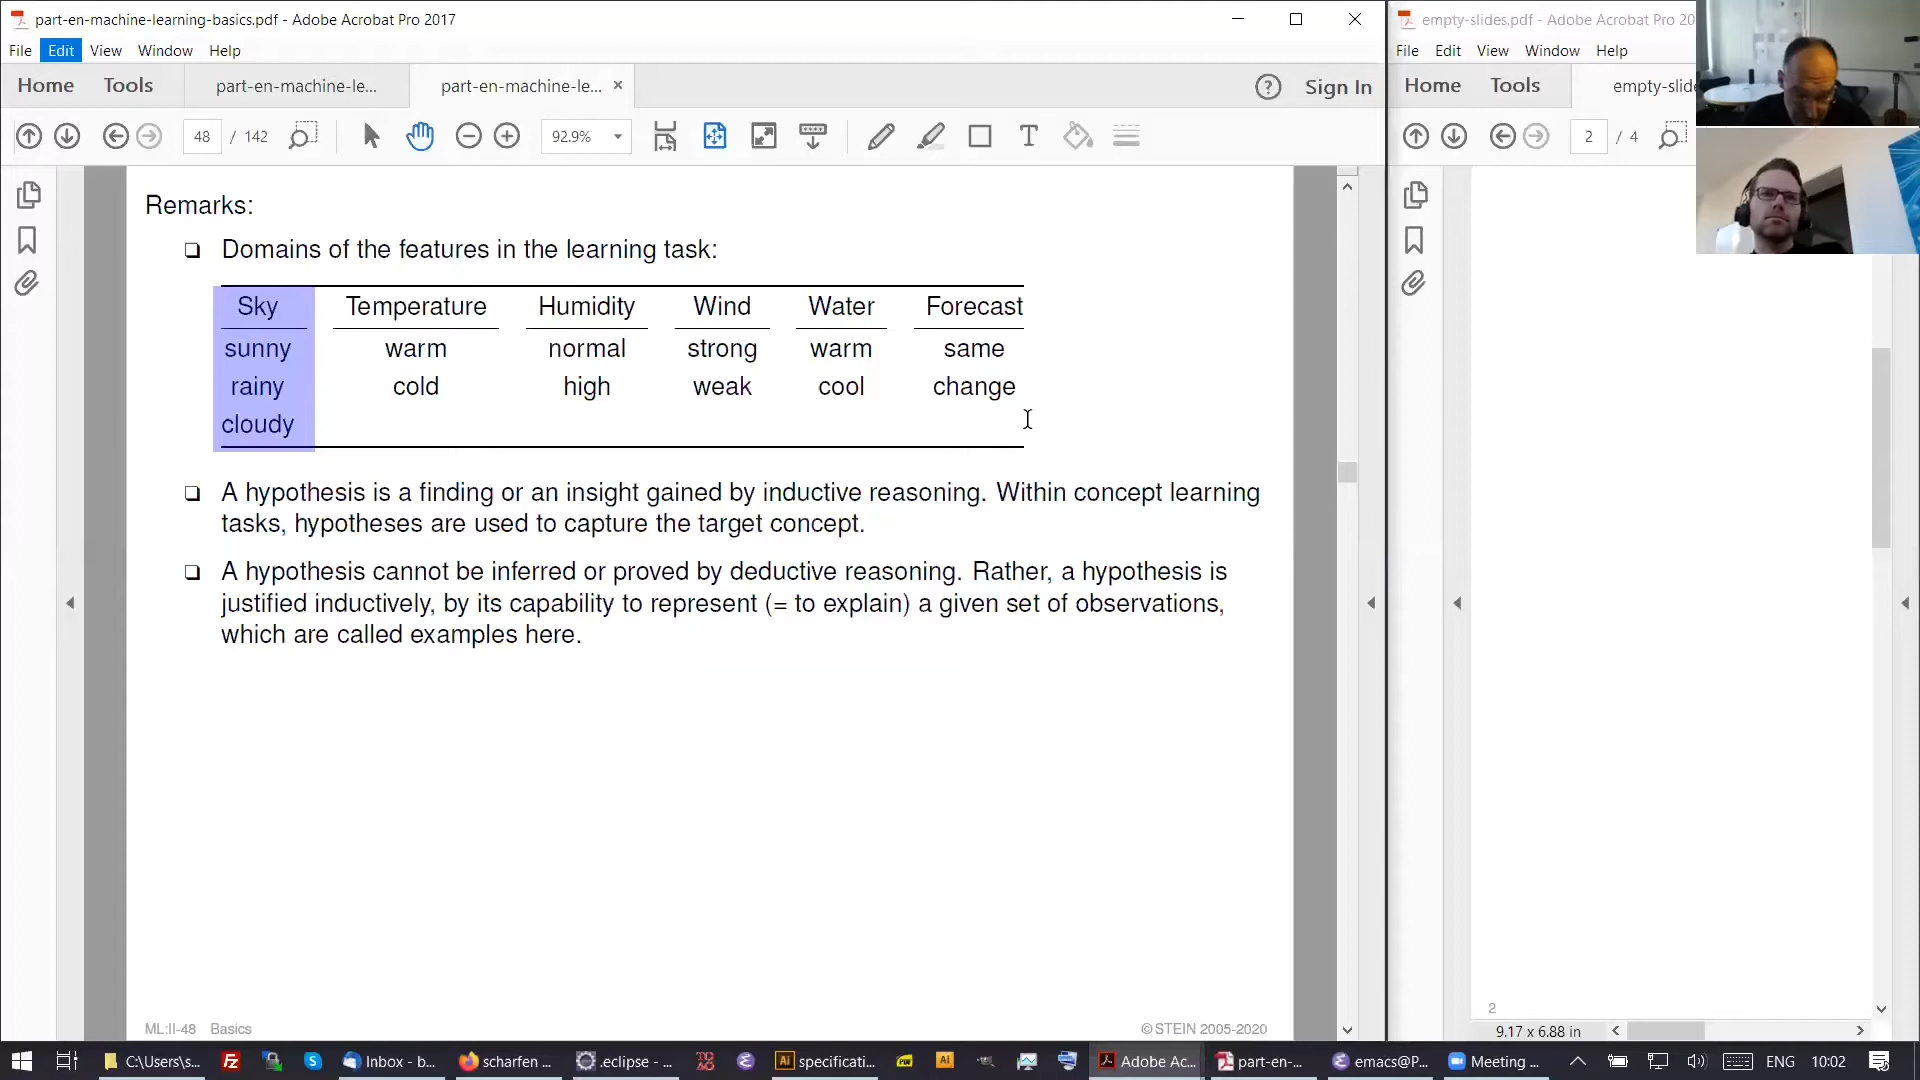 part-en-machine-learning-basics.pdf - Adobe Acrobat Pro 2017
File Edit View Window Help
Home Tools part-en-machine-le... part-en-machine-le... × Sign In
48 / 142 92.9%
Remarks:
Domains of the features in the learning task:
Sky Temperature Humidity Wind Water Forecast
sunny warm normal strong warm same
rainy cold high weak cool change
cloudy
A hypothesis is a finding or an insight gained by inductive reasoning. Within concept learning
tasks, hypotheses are used to capture the target concept.
A hypothesis cannot be inferred or proved by deductive reasoning. Rather, a hypothesis is
justified inductively, by its capability to represent (= to explain) a given set of observations,
which are called examples here.
ML:II-48 Basics © STEIN 2005-2020
empty-slides.pdf - Adobe Acrobat Pro 20
File Edit View Window Help
Home Tools empty-slide
2 / 4
2
9.17 x 6.88 in
C:\Users\s... Inbox - b... scharfen ... .eclipse - ... specificati... Adobe Ac... part-en-... emacs@P... Meeting ... ENG 10:02